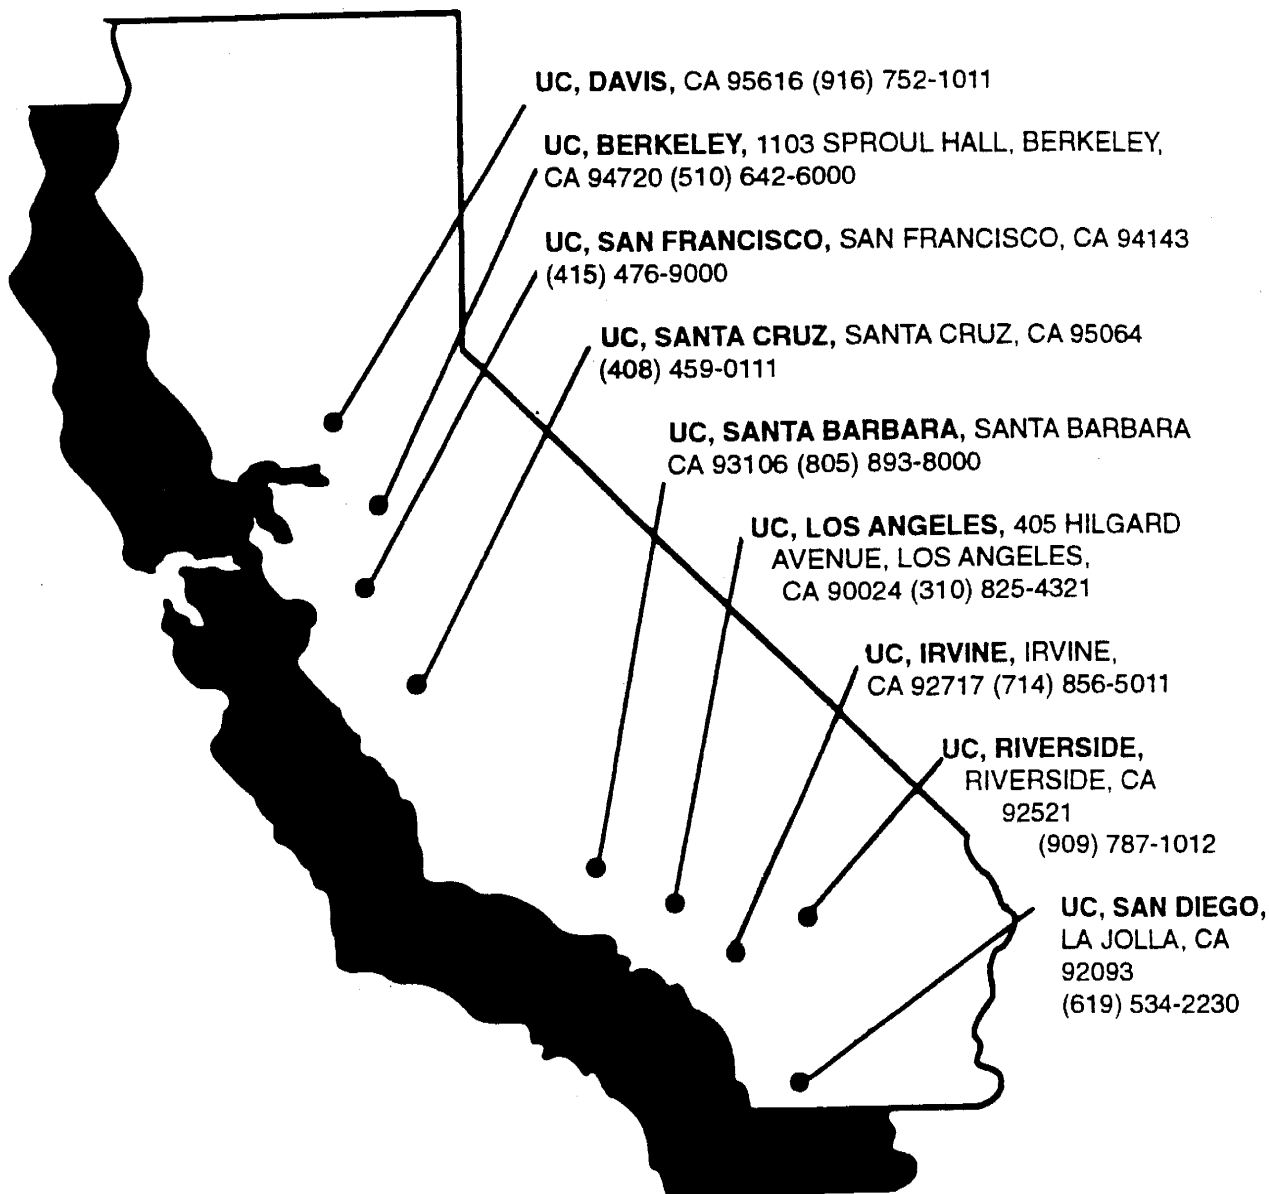 UC, DAVIS, CA 95616 (916) 752-1011
UC, BERKELEY, 1103 SPROUL HALL, BERKELEY,
CA 94720 (510) 642-6000
UC, SAN FRANCISCO, SAN FRANCISCO, CA 94143
(415) 476-9000
UC, SANTA CRUZ, SANTA CRUZ, CA 95064
(408) 459-0111
UC, SANTA BARBARA, SANTA BARBARA
CA 93106 (805) 893-8000
UC, LOS ANGELES, 405 HILGARD
AVENUE, LOS ANGELES,
CA 90024 (310) 825-4321
UC, IRVINE, IRVINE,
CA 92717 (714) 856-5011
UC, RIVERSIDE,
RIVERSIDE, CA
92521
(909) 787-1012
UC, SAN DIEGO,
LA JOLLA, CA
92093
(619) 534-2230